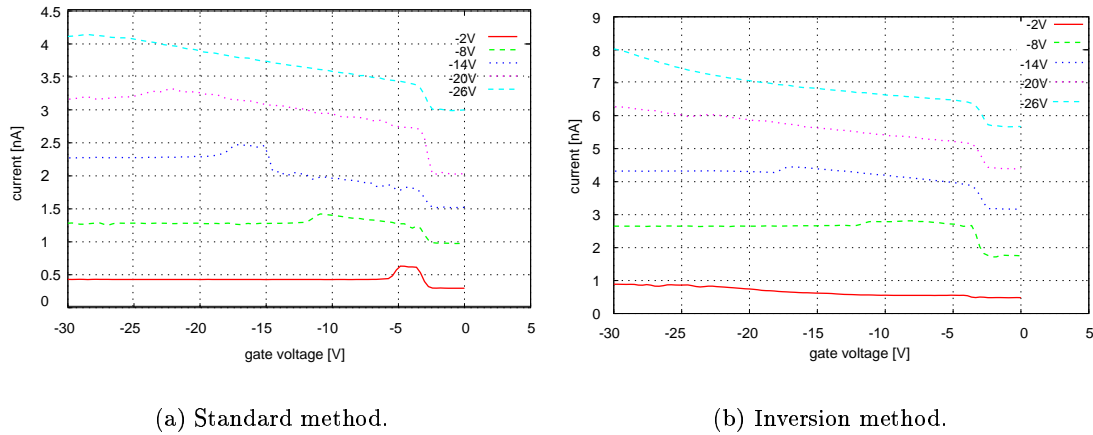 4.5
4
3.5
3
2.5
2
1.5
1
0.5
0
current [nA]
-30 -25 -20 -15 -10 -5 0 5
gate voltage [V]
-2V
-8V
-14V
-20V
-26V
(a) Standard method.
9
8
7
6
5
4
3
2
1
0
current [nA]
-30 -25 -20 -15 -10 -5 0 5
gate voltage [V]
-2V
-8V
-14V
-20V
-26V
(b) Inversion method.